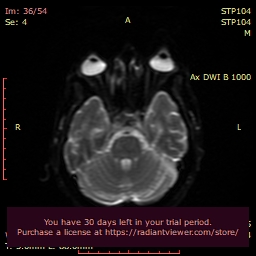 Im: 36/54
Se: 4
A
STP104
STP104
M
Ax DWI B 1000
R
L
You have 30 days left in your trial period.
Purchase a license at https://radiantviewer.com/store/